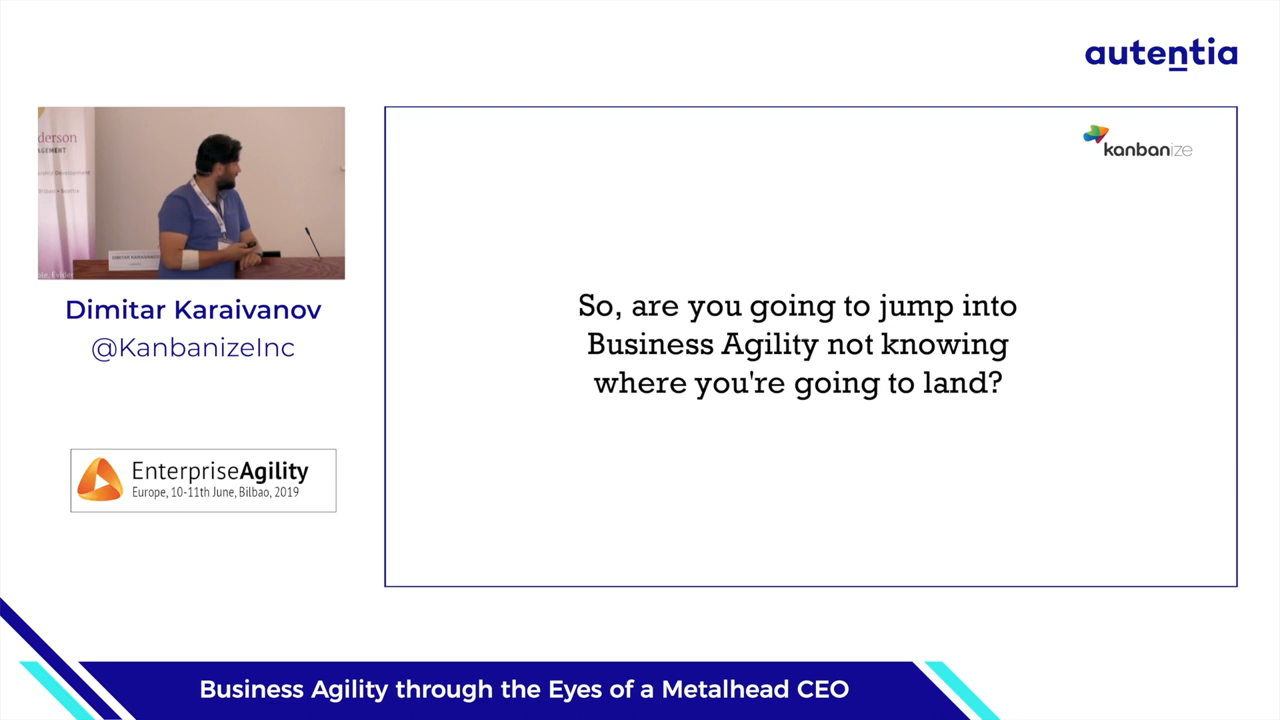 autentia
kanbanize
So, are you going to jump into
Business Agility not knowing
where you're going to land?
Dimitar Karaivanov
@KanbanizeInc
EnterpriseAgility
Europe, 10-11th June, Bilbao, 2019
Business Agility through the Eyes of a Metalhead CEO